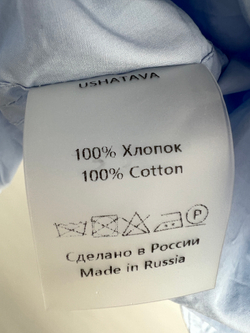 USHATAVA
100% Хлопок
100% Cotton
P
Сделано в России
Made in Russia